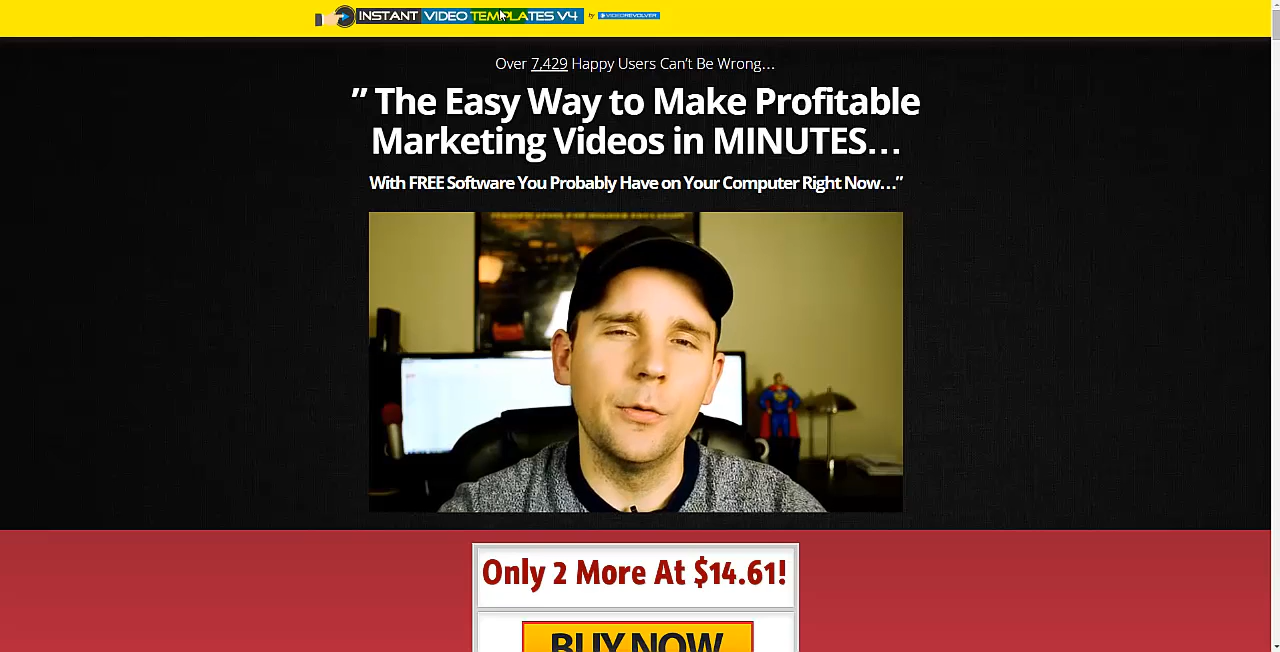 INSTANT VIDEO TEMPLATES V4 by VIDEOREVOLVER
Over 7,429 Happy Users Can't Be Wrong...
” The Easy Way to Make Profitable
Marketing Videos in MINUTES...
With FREE Software You Probably Have on Your Computer Right Now...”
Only 2 More At $14.61!
BUY NOW